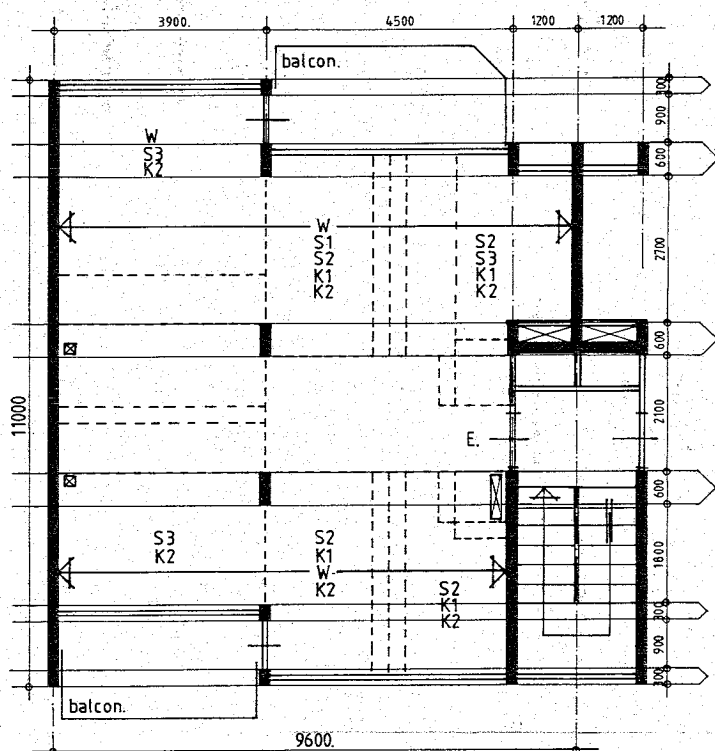 3900.
4500
1200
1200
balcon.
300
900
W
S3
K2
600
W
S1
S2
K1
K2
S2
S3
K1
K2
2700
600
11000
2100
E.
600
S3
K2
S2
K1
W
K2
1800
S2
K1
K2
300
900
balcon.
300
9600.